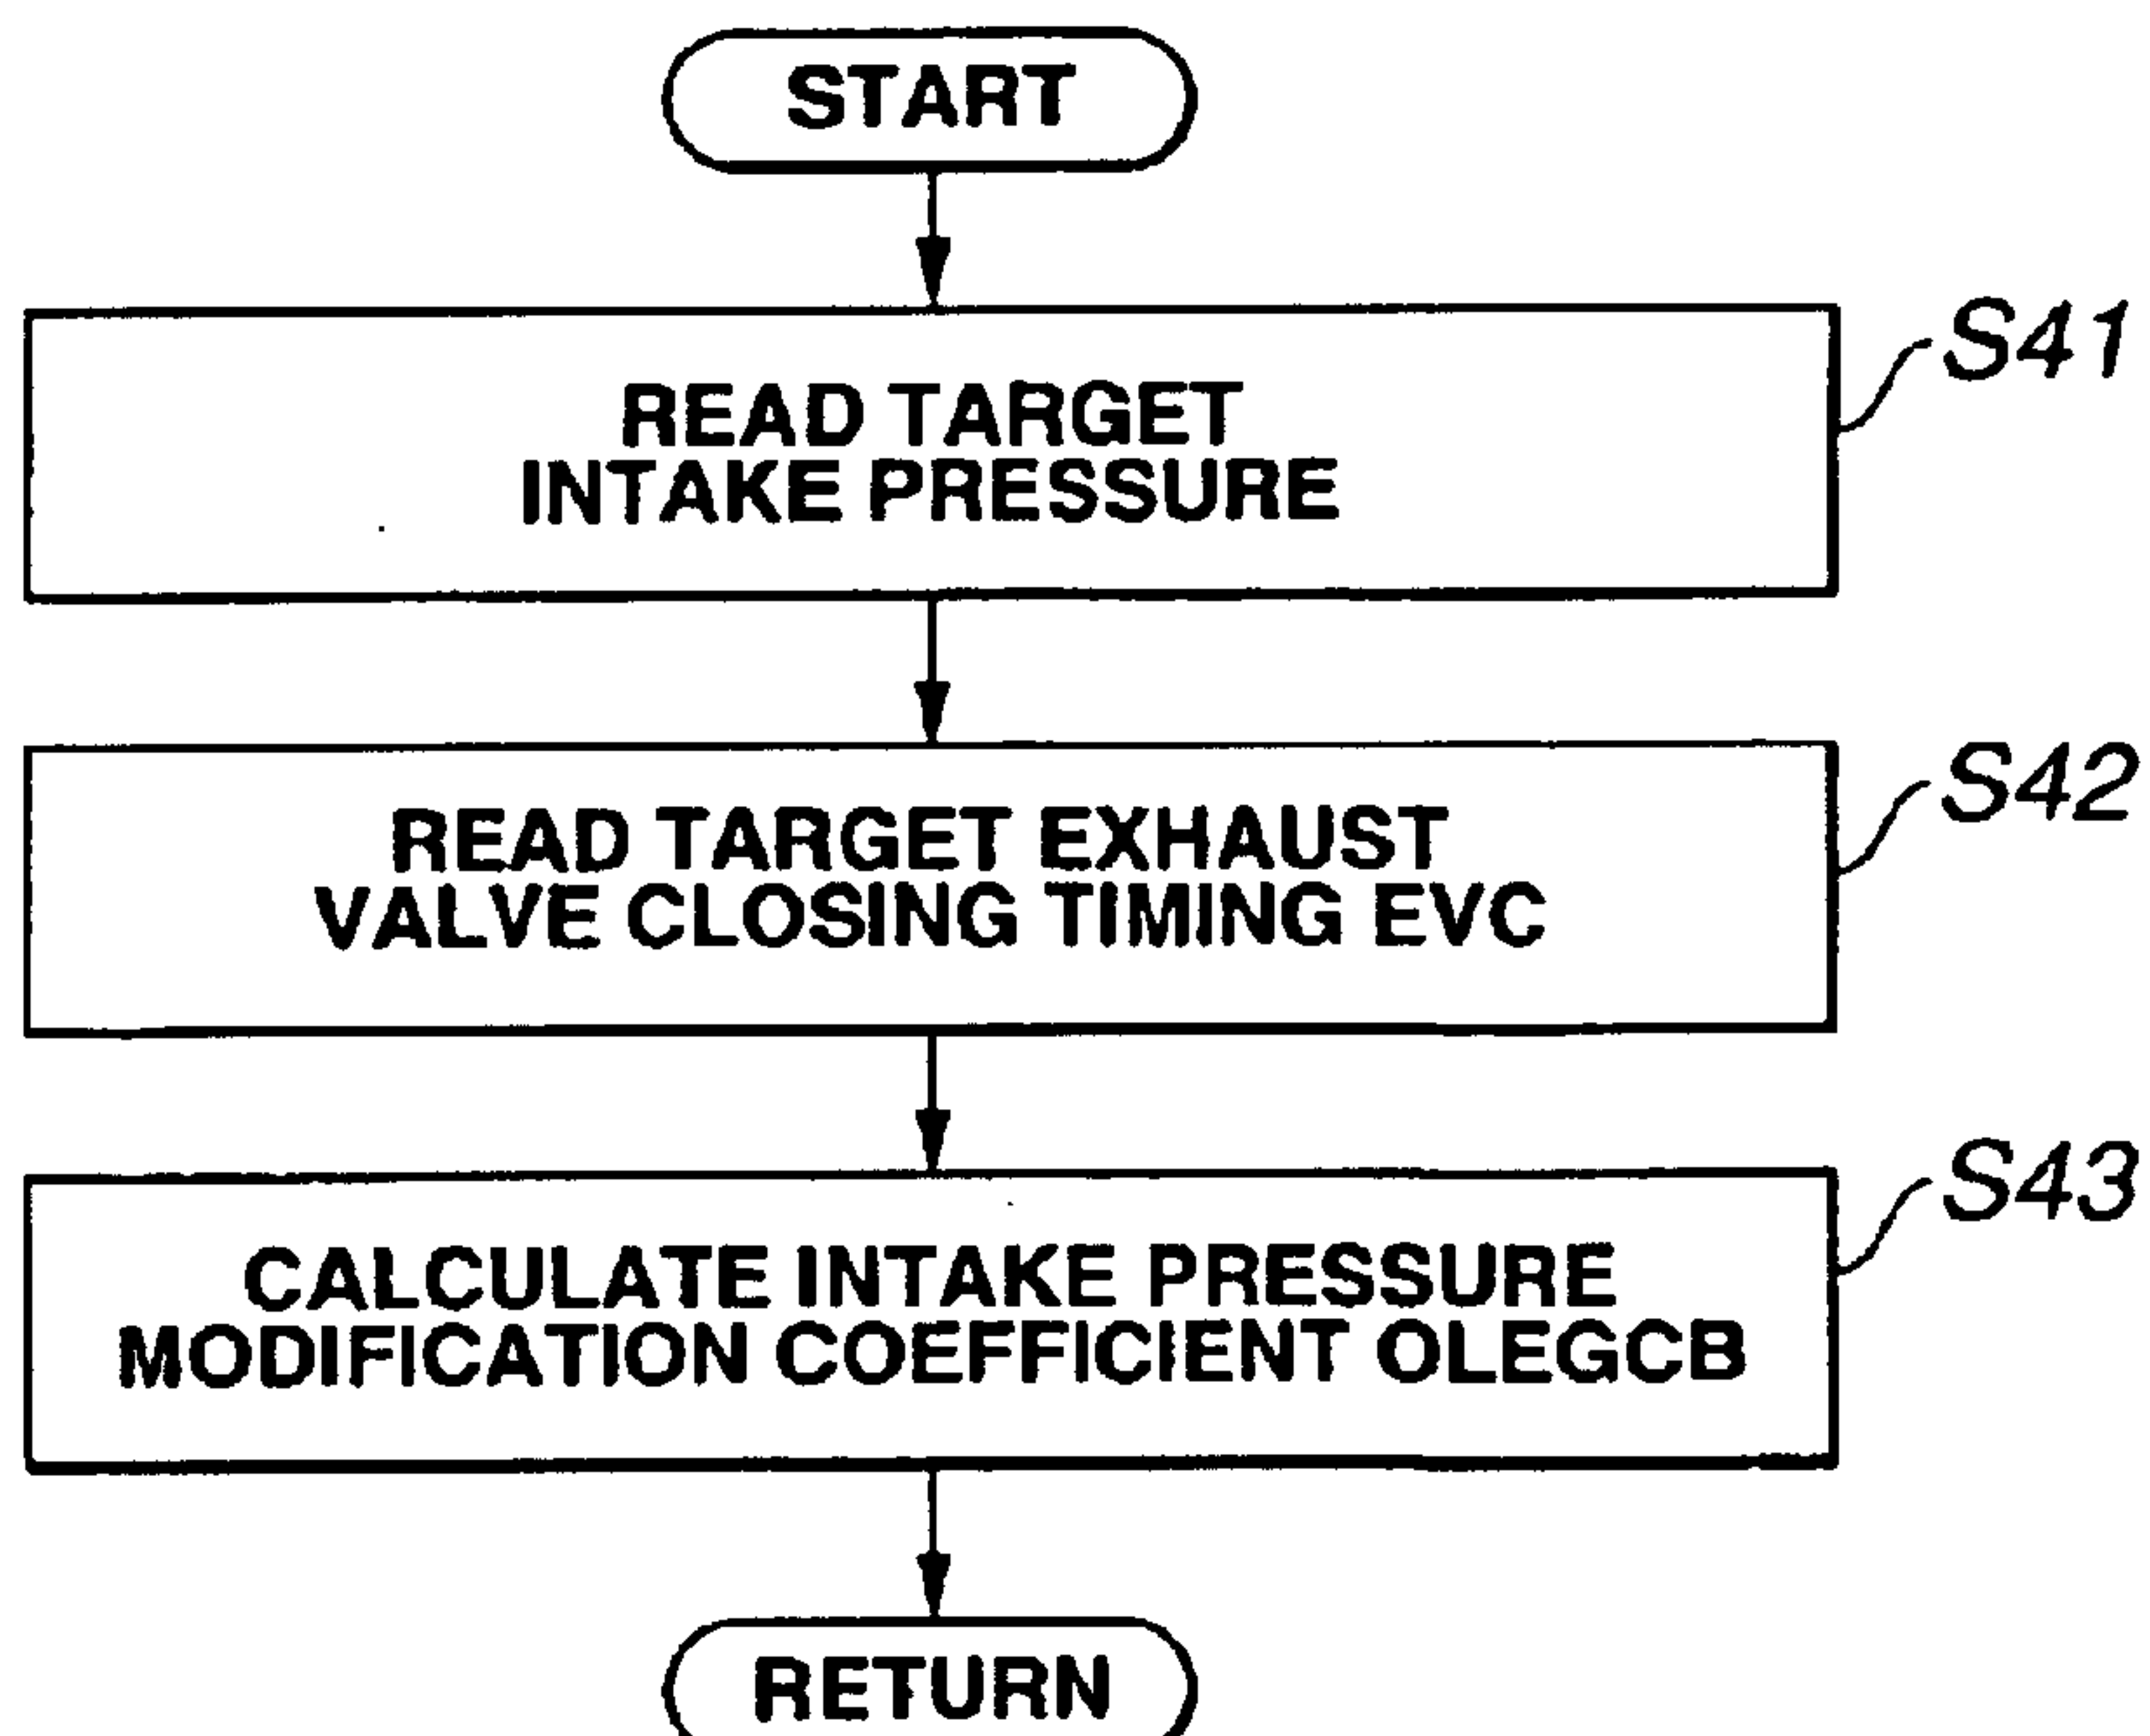 START
READ TARGET
INTAKE PRESSURE
S41
READ TARGET EXHAUST
VALVE CLOSING TIMING EVC
S42
CALCULATE INTAKE PRESSURE
MODIFICATION COEFFICIENT OLEGCB
S43
RETURN